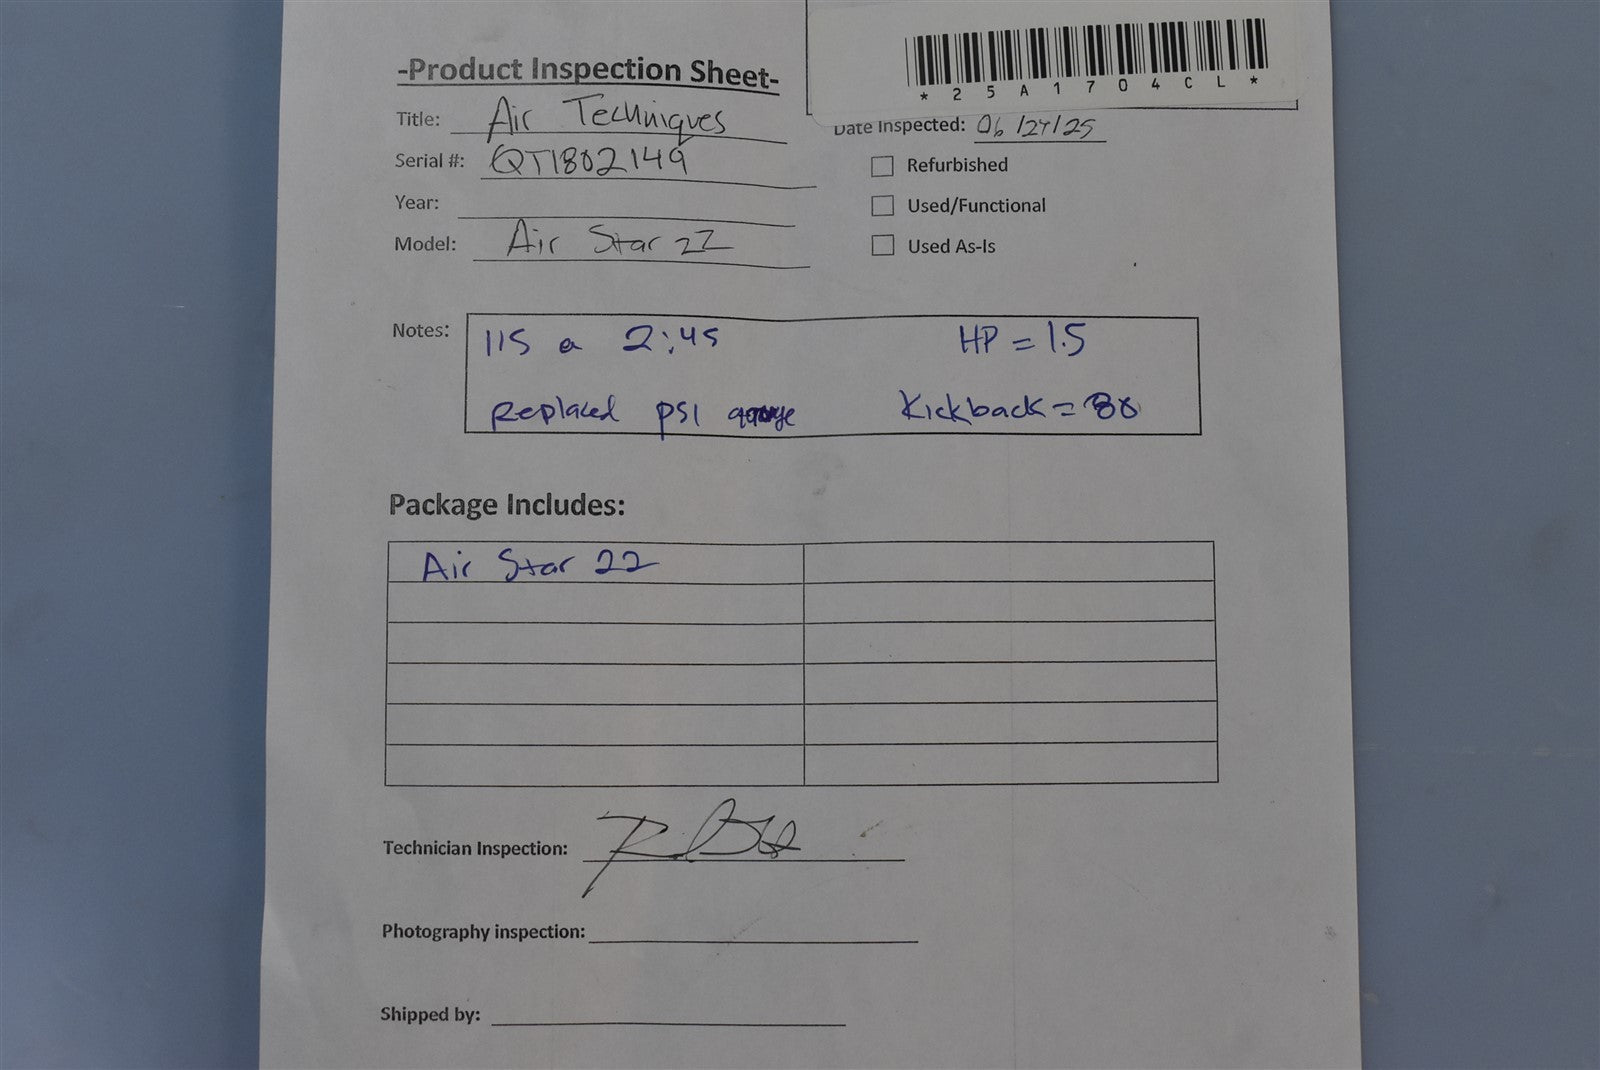 *25A1704CL*
-Product Inspection Sheet-
Title: Air Techniques
Date Inspected: 06/27/25
Serial #: QT1802149
Refurbished
Year:
Used/Functional
Model: Air Star 22
Used As-Is
Notes: 115 @ 2:45 HP = 1.5
Replaced PSI gauge Kickback = 80
Package Includes:
Air Star 22
Technician Inspection:
Photography inspection:
Shipped by: